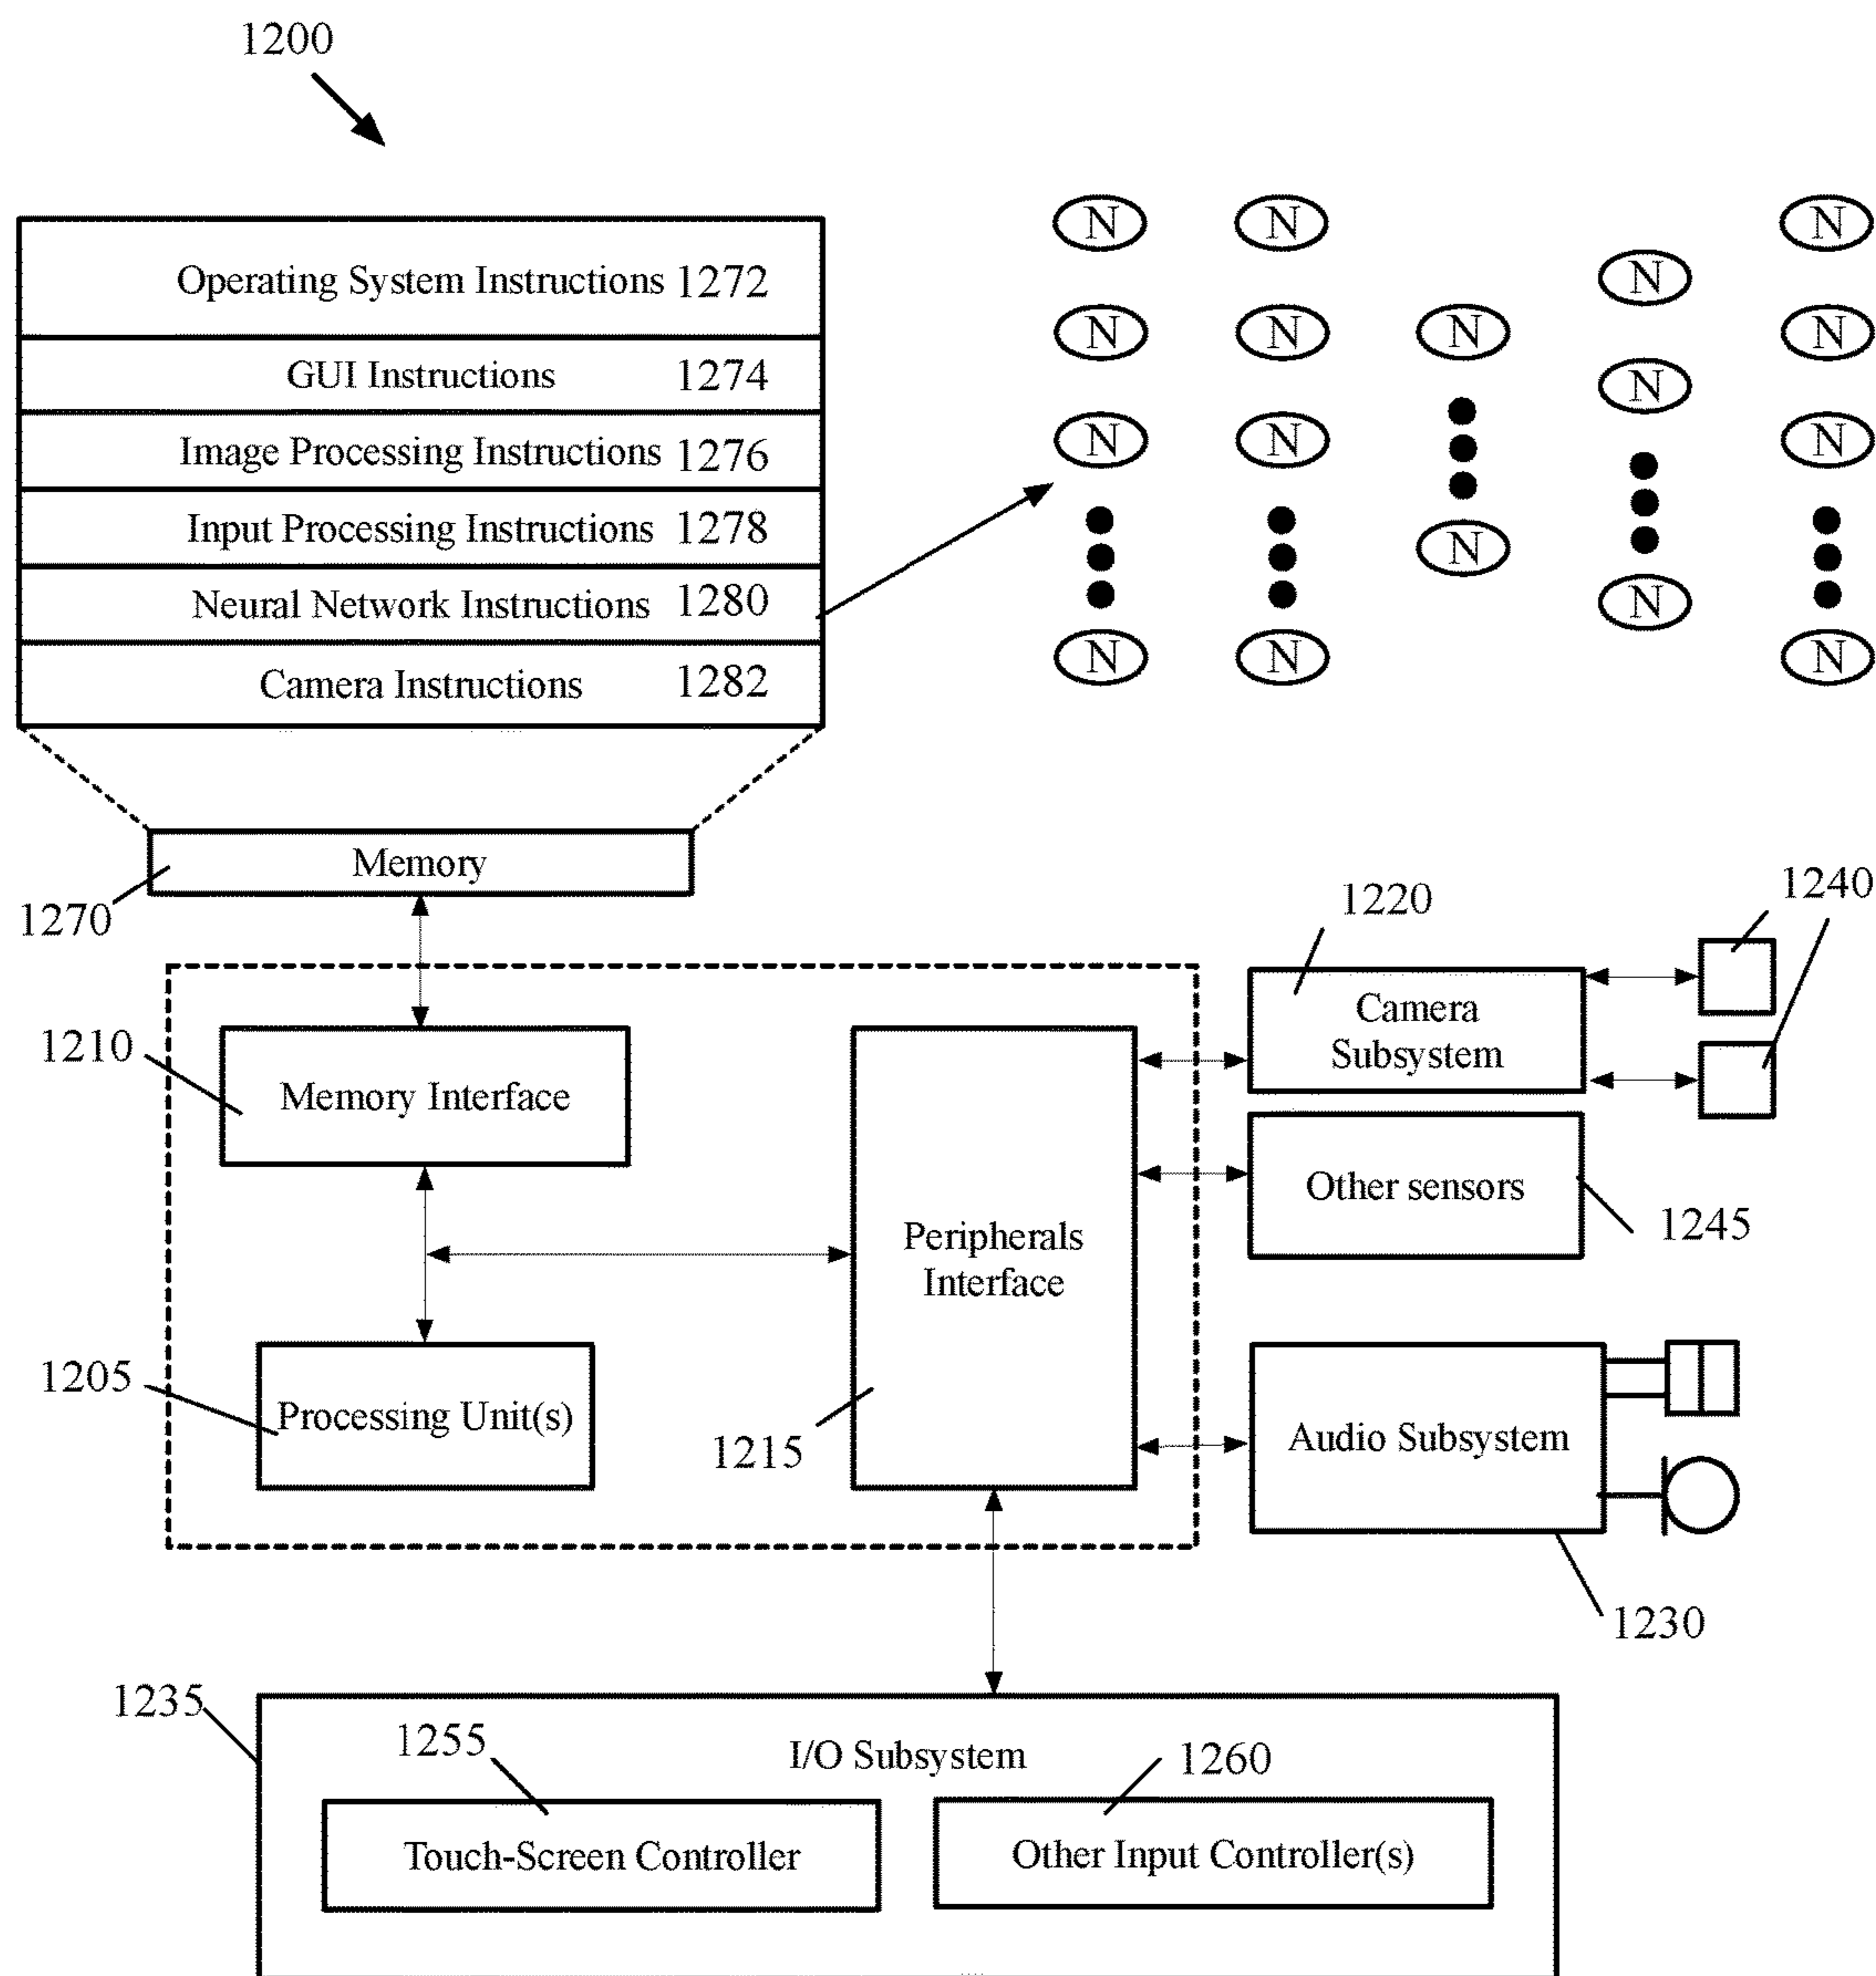 1200
Operating System Instructions 1272
GUI Instructions 1274
Image Processing Instructions 1276
Input Processing Instructions 1278
Neural Network Instructions 1280
Camera Instructions 1282
N N N
N
N N N N
N
N N N
N
N
N N N
Memory
1270
1220
1240
Camera
Subsystem
1210
Memory Interface
Other sensors
1245
Peripherals
Interface
1205
Processing Unit(s)
1215
Audio Subsystem
1230
1235
I/O Subsystem
1255
1260
Touch-Screen Controller
Other Input Controller(s)